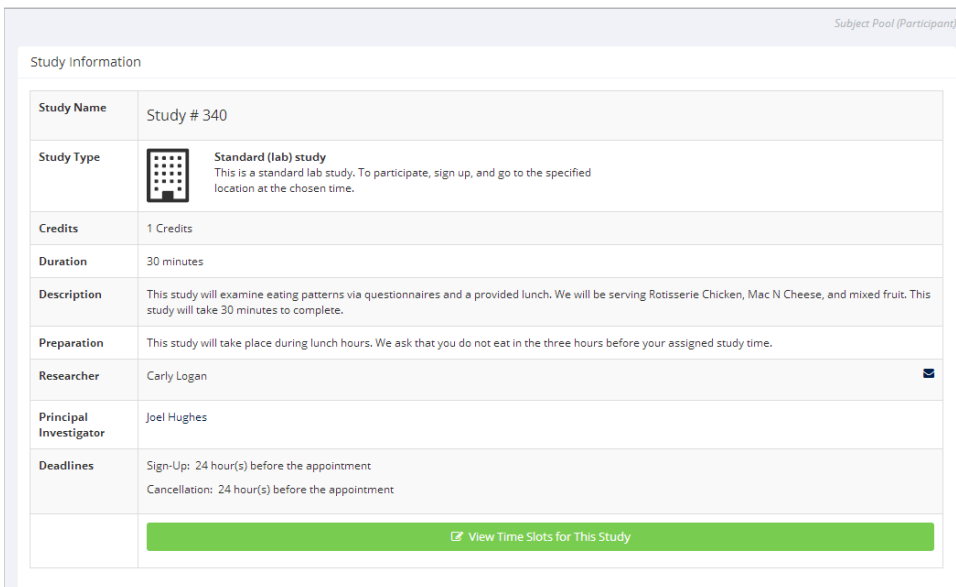 Subject Pool (Participant)
Study Information
Study Name
Study # 340
Study Type
Standard (lab) study
This is a standard lab study. To participate, sign up, and go to the specified
location at the chosen time.
Credits
1 Credits
Duration
30 minutes
Description
This study will examine eating patterns via questionnaires and a provided lunch. We will be serving Rotisserie Chicken, Mac N Cheese, and mixed fruit. This
study will take 30 minutes to complete.
Preparation
This study will take place during lunch hours. We ask that you do not eat in the three hours before your assigned study time.
Researcher
Carly Logan
Principal
Investigator
Joel Hughes
Deadlines
Sign-Up: 24 hour(s) before the appointment
Cancellation: 24 hour(s) before the appointment
View Time Slots for This Study